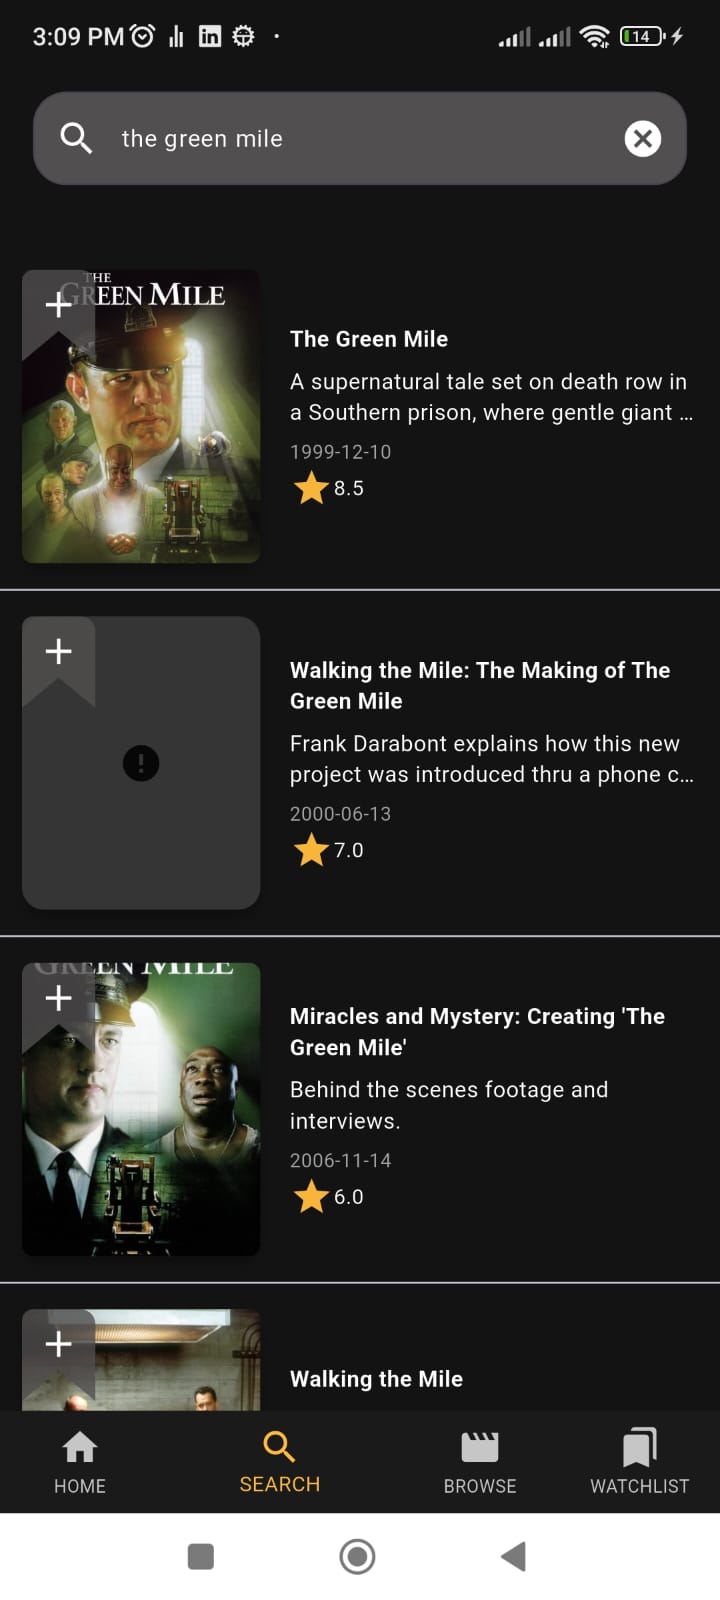 3:09 PM
14
the green mile
THE
GREEN MILE
The Green Mile
A supernatural tale set on death row in
a Southern prison, where gentle giant …
1999-12-10
8.5
Walking the Mile: The Making of The
Green Mile
Frank Darabont explains how this new
project was introduced thru a phone c…
2000-06-13
7.0
GREEN MILE
Miracles and Mystery: Creating 'The
Green Mile'
Behind the scenes footage and
interviews.
2006-11-14
6.0
Walking the Mile
HOME
SEARCH
BROWSE
WATCHLIST